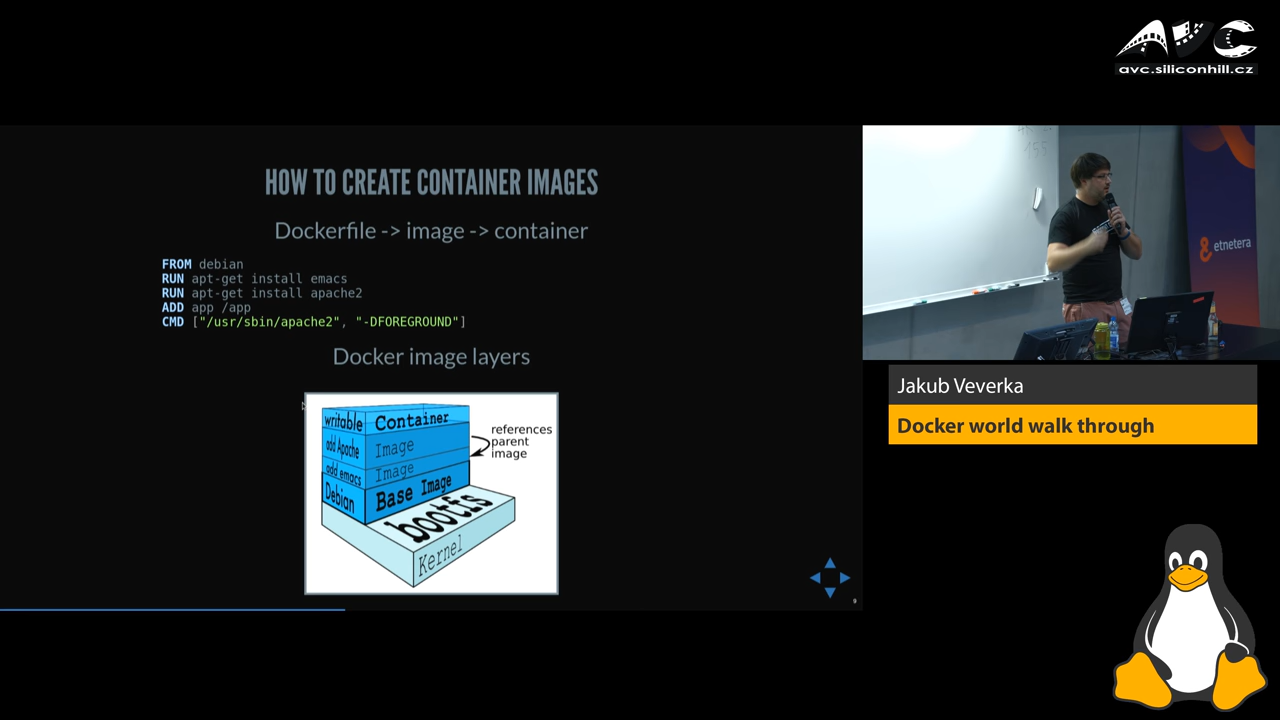 AVC
avc.siliconhill.cz
HOW TO CREATE CONTAINER IMAGES
Dockerfile -> image -> container
FROM debian
RUN apt-get install emacs
RUN apt-get install apache2
ADD app /app
CMD ["/usr/sbin/apache2", "-DFOREGROUND"]
Docker image layers
writable Container
add Apache Image
add emacs Image
Debian Base Image
bootfs
Kernel
references
parent
image
9
etnetera
Jakub Veverka
Docker world walk through